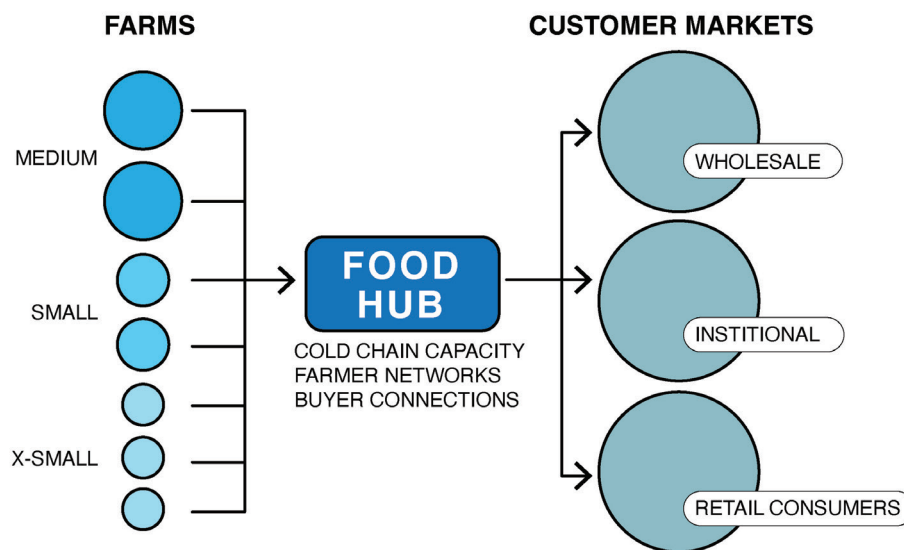 FARMS
CUSTOMER MARKETS
MEDIUM
SMALL
X-SMALL
FOOD
HUB
COLD CHAIN CAPACITY
FARMER NETWORKS
BUYER CONNECTIONS
WHOLESALE
INSTITIONAL
RETAIL CONSUMERS